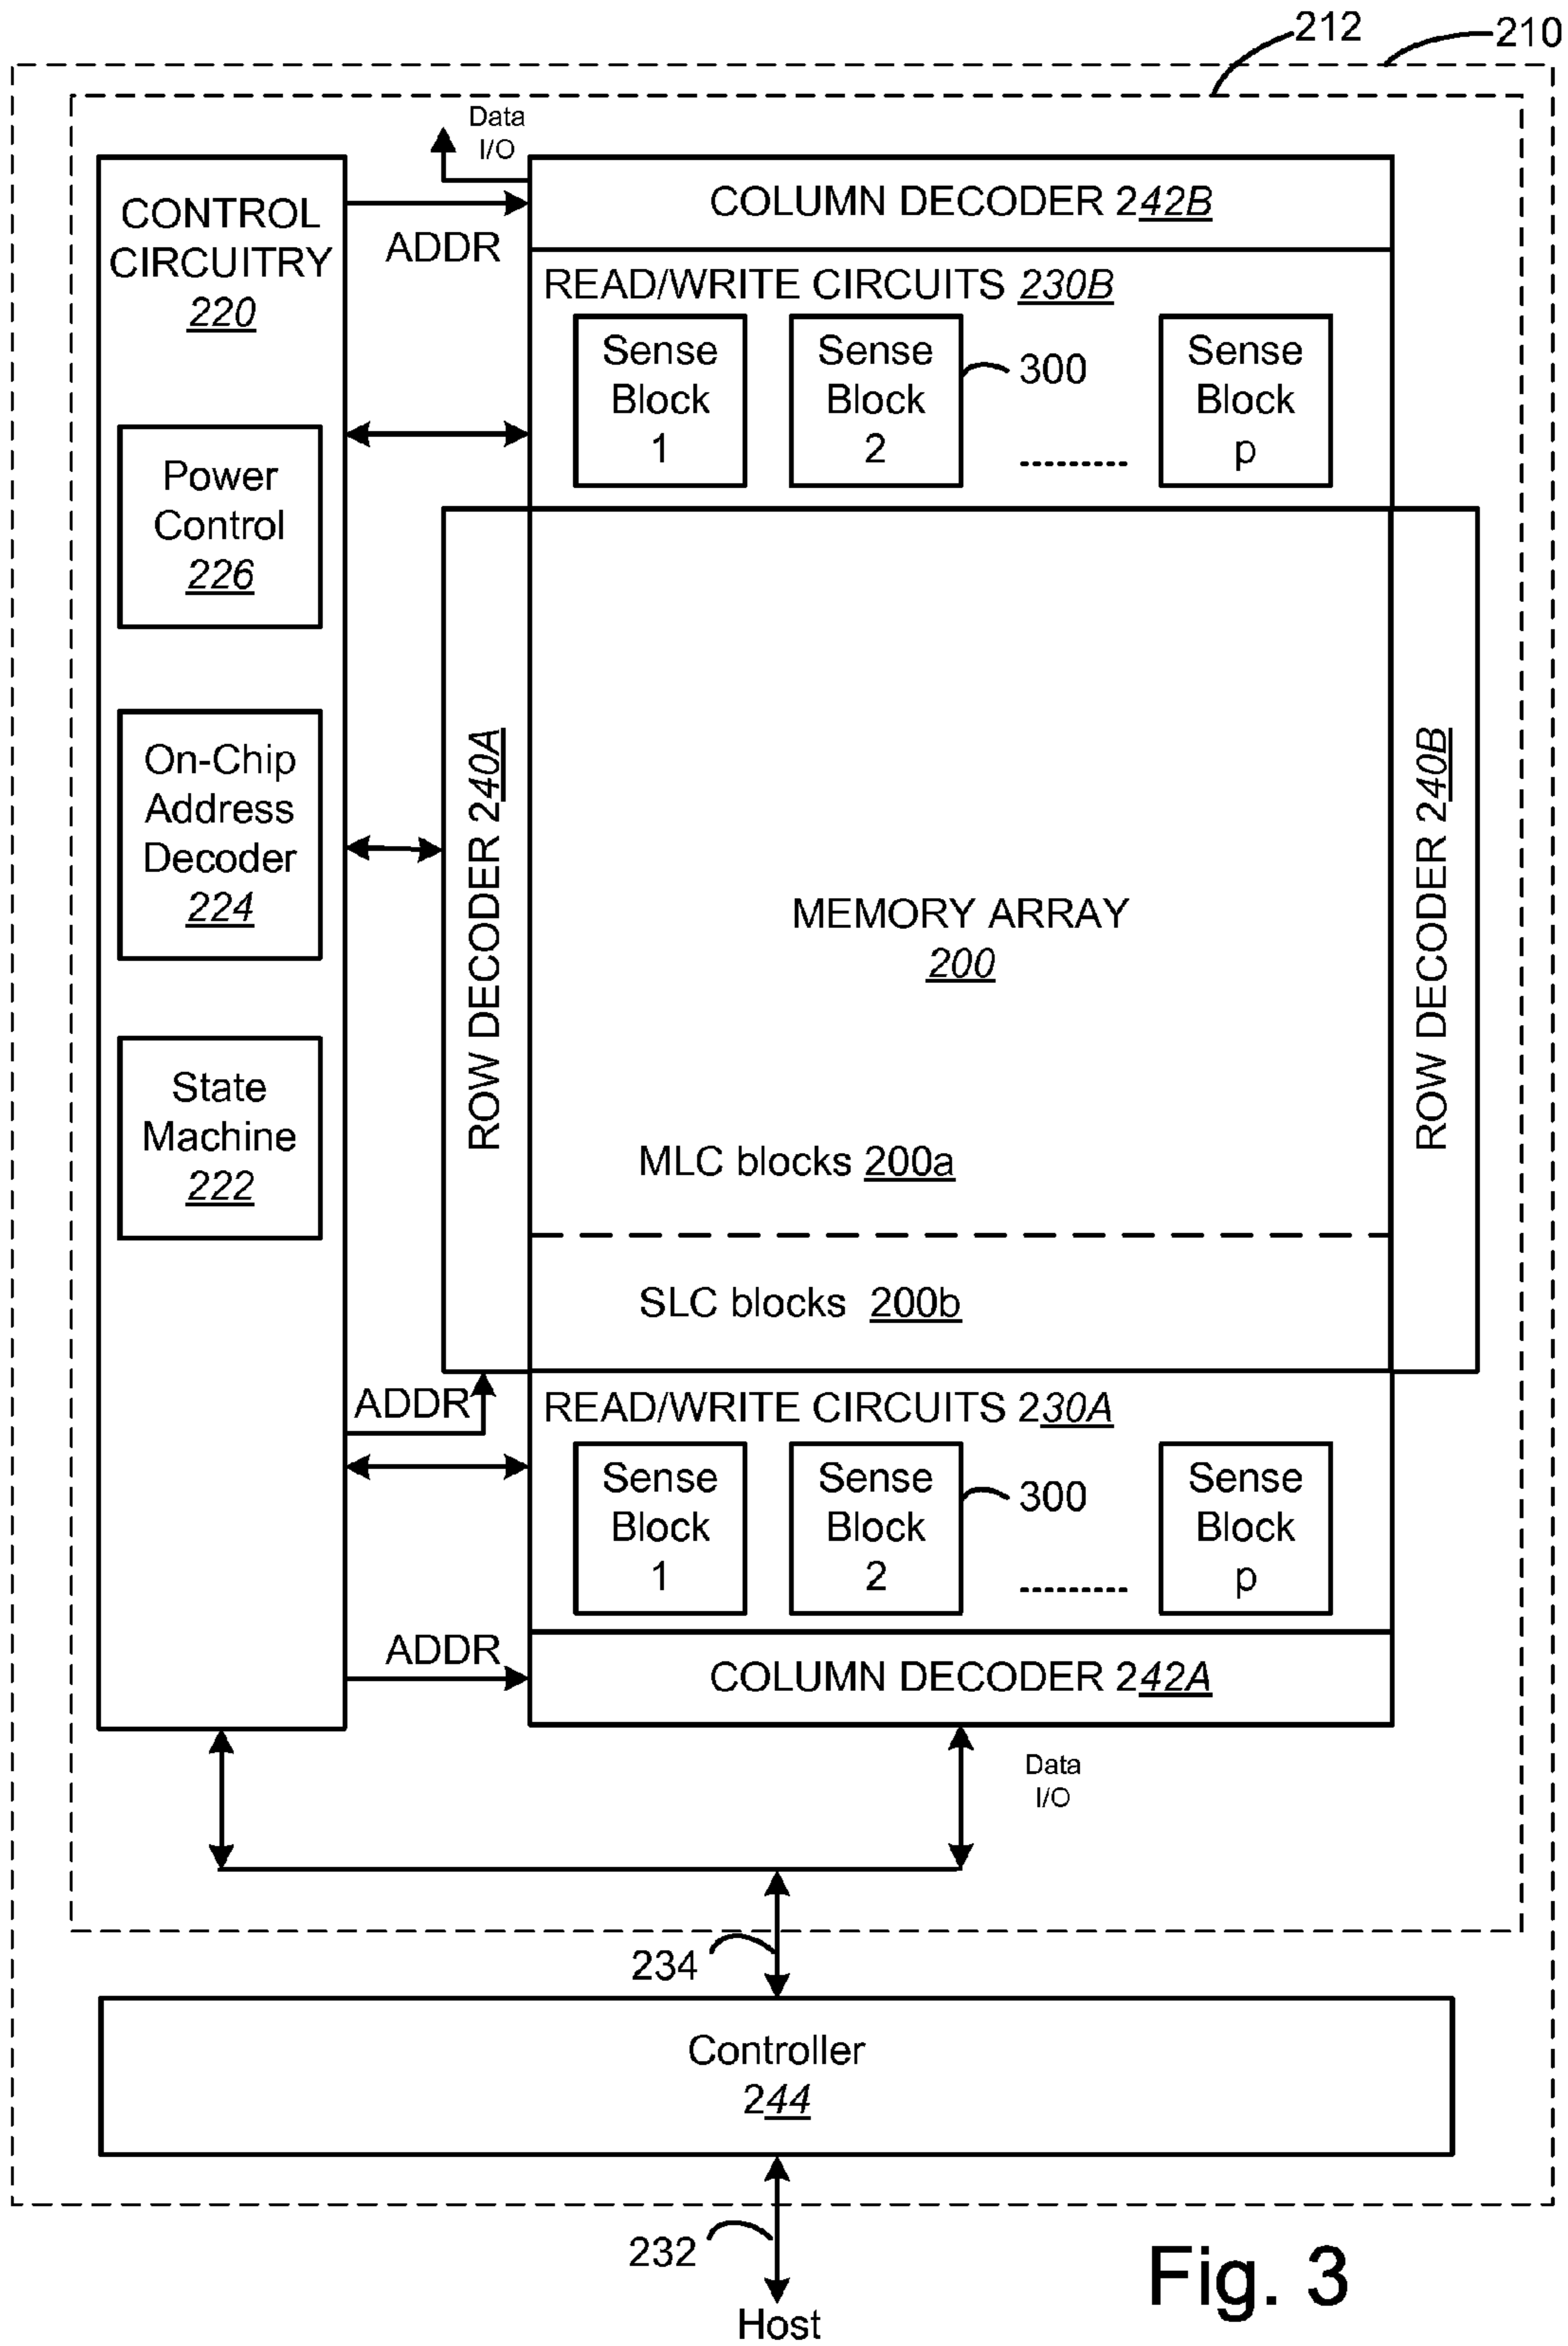 212
210
Data
I/O
CONTROL
CIRCUITRY
220
ADDR
COLUMN DECODER 242B
READ/WRITE CIRCUITS 230B
Sense
Block
1
Sense
Block
2
300
.........
Sense
Block
p
Power
Control
226
On-Chip
Address
Decoder
224
State
Machine
222
ROW DECODER 240A
MEMORY ARRAY
200
ROW DECODER 240B
MLC blocks 200a
SLC blocks 200b
ADDR
READ/WRITE CIRCUITS 230A
Sense
Block
1
Sense
Block
2
300
.........
Sense
Block
p
ADDR
COLUMN DECODER 242A
Data
I/O
234
Controller
244
232
Host
Fig. 3